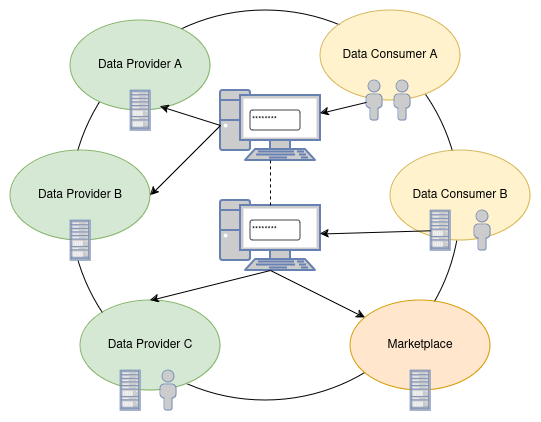 Data Provider A
Data Consumer A
********
Data Provider B
Data Consumer B
********
Data Provider C
Marketplace